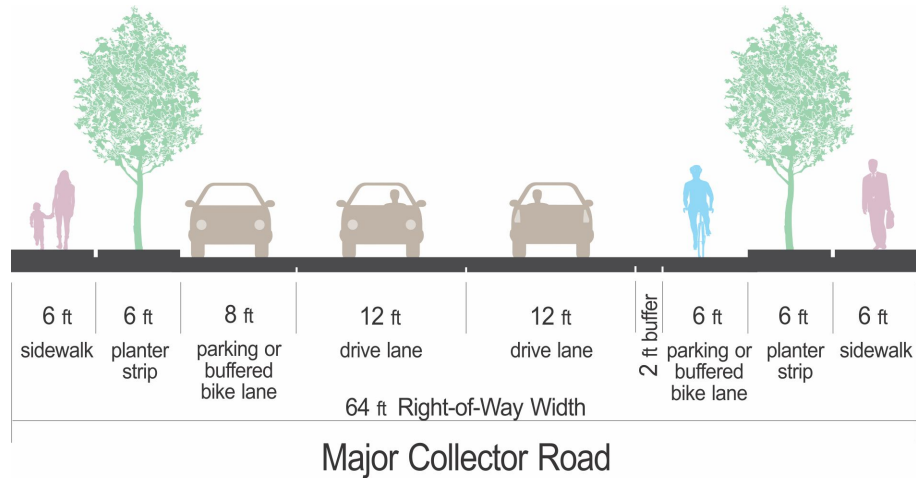 6 ft
sidewalk
6 ft
planter
strip
8 ft
parking or
buffered
bike lane
12 ft
drive lane
12 ft
drive lane
2 ft buffer
6 ft
parking or
buffered
bike lane
6 ft
planter
strip
6 ft
sidewalk
64 ft Right-of-Way Width
Major Collector Road